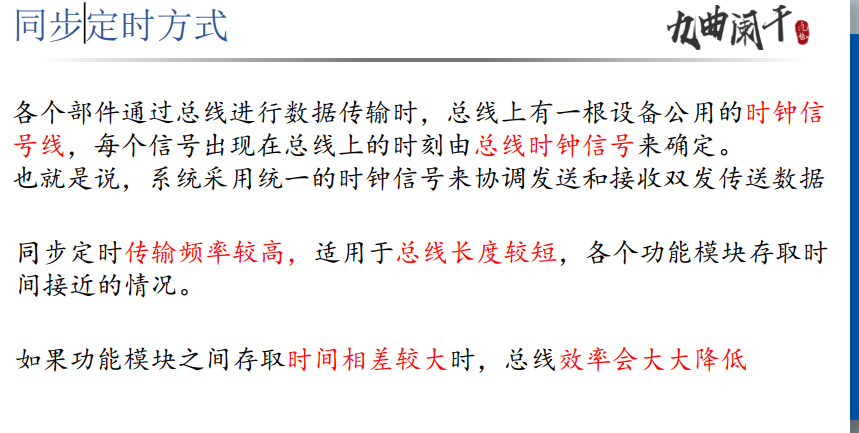 同步定时方式
九曲阑干
各个部件通过总线进行数据传输时，总线上有一根设备公用的时钟信
号线，每个信号出现在总线上的时刻由总线时钟信号来确定。
也就是说，系统采用统一的时钟信号来协调发送和接收双发传送数据
同步定时传输频率较高，适用于总线长度较短，各个功能模块存取时
间接近的情况。
如果功能模块之间存取时间相差较大时，总线效率会大大降低